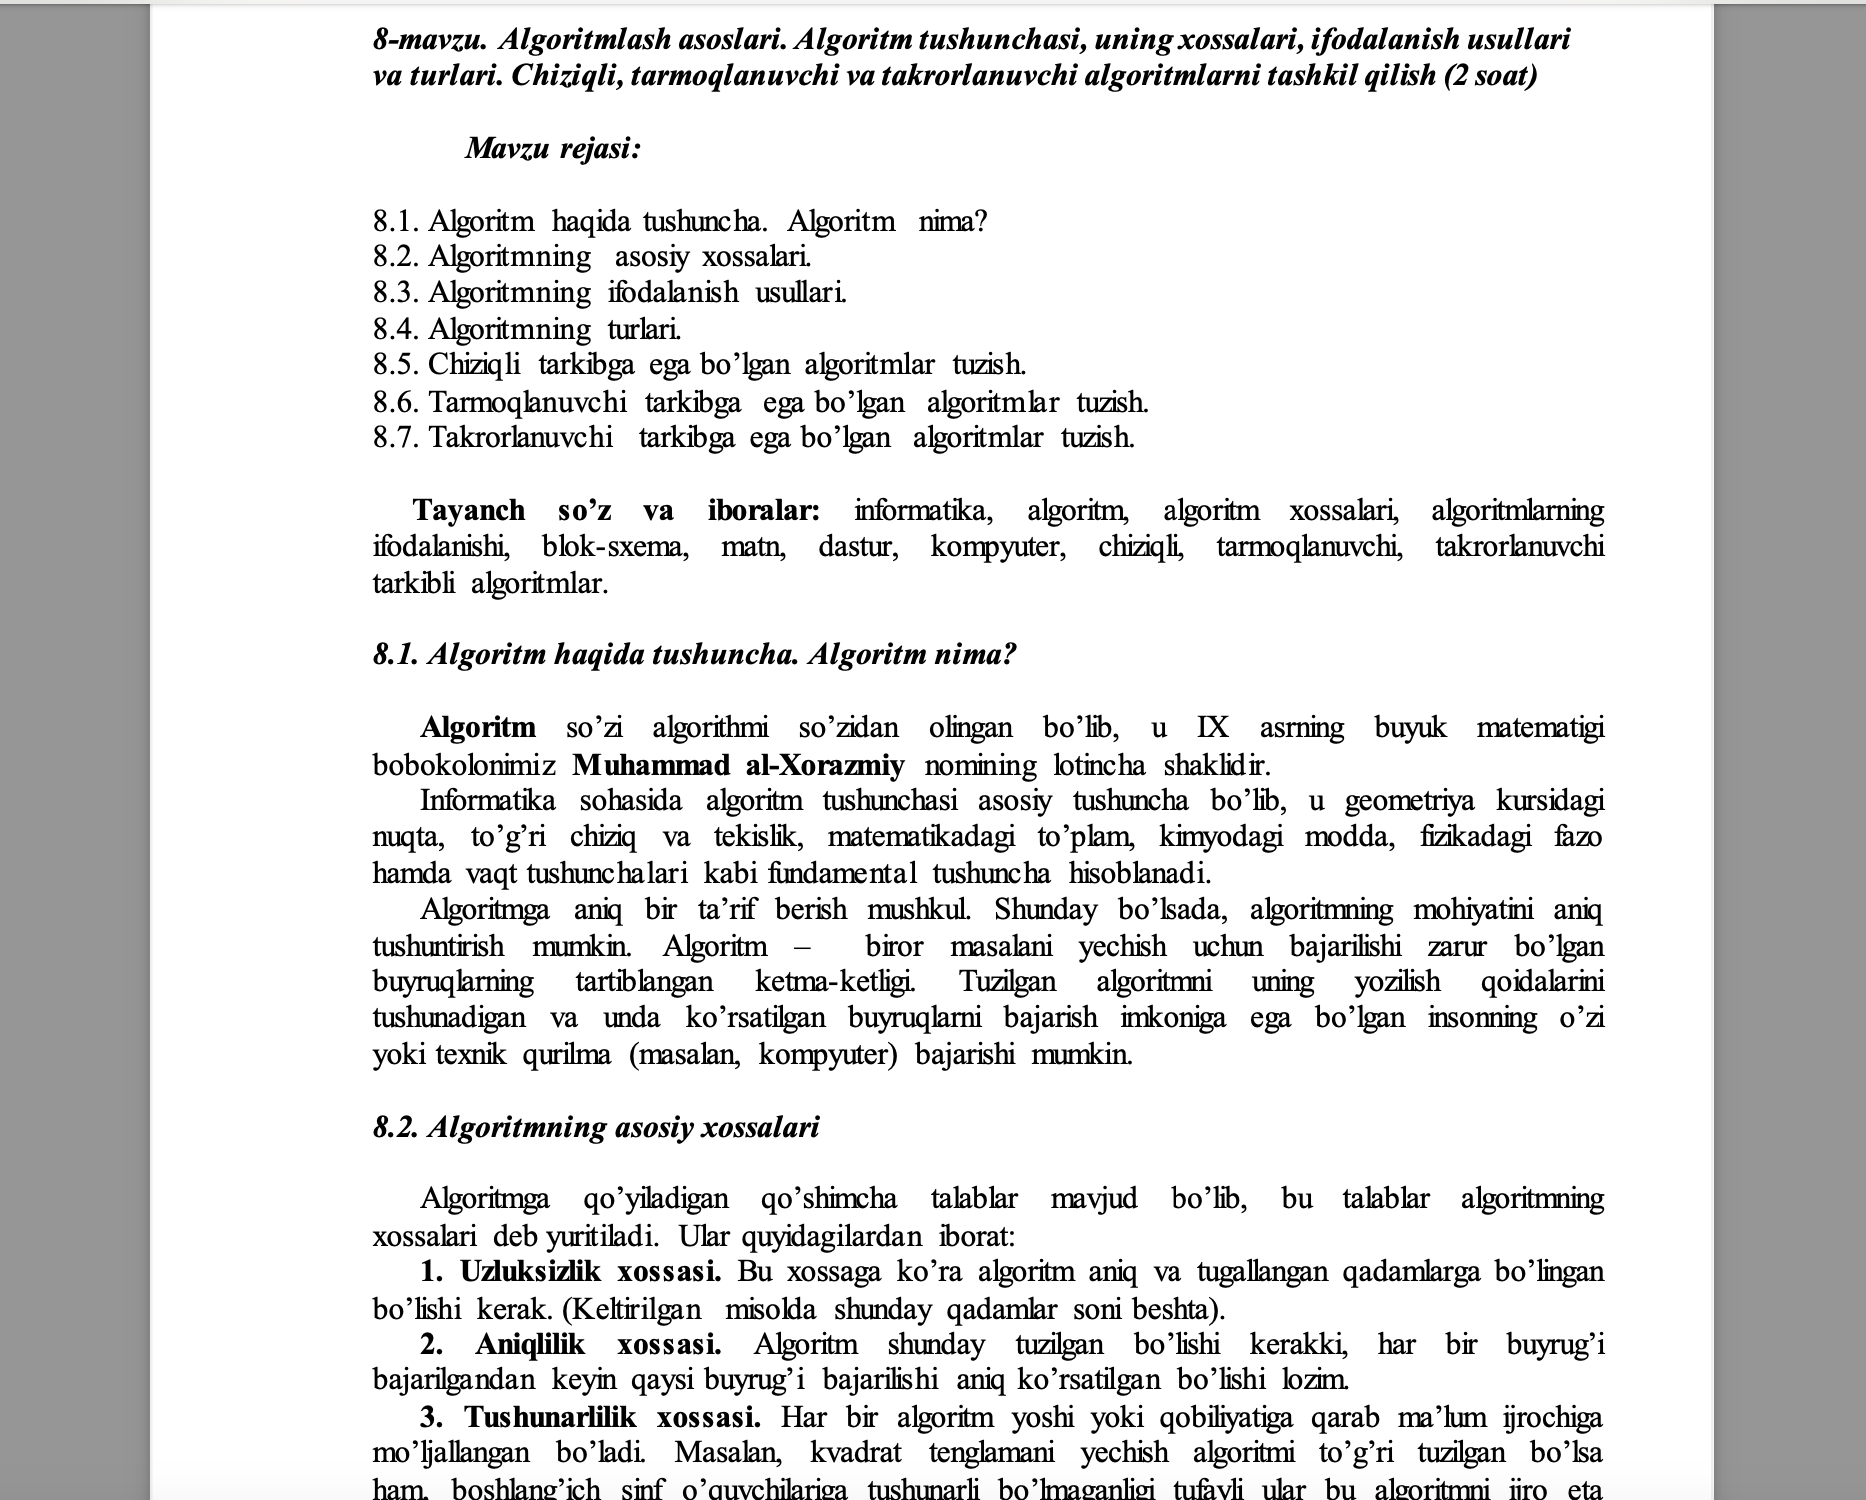 8-mavzu. Algoritmlash asoslari. Algoritm tushunchasi, uning xossalari, ifodalanish usullari
va turlari. Chiziqli, tarmoqlanuvchi va takrorlanuvchi algoritmlarni tashkil qilish (2 soat)
Mavzu rejasi:
8.1. Algoritm haqida tushuncha. Algoritm nima?
8.2. Algoritmning asosiy xossalari.
8.3. Algoritmning ifodalanish usullari.
8.4. Algoritmning turlari.
8.5. Chiziqli tarkibga ega bo’lgan algoritmlar tuzish.
8.6. Tarmoqlanuvchi tarkibga ega bo’lgan algoritmlar tuzish.
8.7. Takrorlanuvchi tarkibga ega bo’lgan algoritmlar tuzish.
Tayanch so’z va iboralar: informatika, algoritm, algoritm xossalari, algoritmlarning
ifodalanishi, blok-sxema, matn, dastur, kompyuter, chiziqli, tarmoqlanuvchi, takrorlanuvchi
tarkibli algoritmlar.
8.1. Algoritm haqida tushuncha. Algoritm nima?
Algoritm so’zi algorithmi so’zidan olingan bo’lib, u IX asrning buyuk matematigi
bobokolonimiz Muhammad al-Xorazmiy nomining lotincha shaklidir.
Informatika sohasida algoritm tushunchasi asosiy tushuncha bo’lib, u geometriya kursidagi
nuqta, to’g’ri chiziq va tekislik, matematikadagi to’plam, kimyodagi modda, fizikadagi fazo
hamda vaqt tushunchalari kabi fundamental tushuncha hisoblanadi.
Algoritmga aniq bir ta’rif berish mushkul. Shunday bo’lsada, algoritmning mohiyatini aniq
tushuntirish mumkin. Algoritm – biror masalani yechish uchun bajarilishi zarur bo’lgan
buyruqlarning tartiblangan ketma-ketligi. Tuzilgan algoritmni uning yozilish qoidalarini
tushunadigan va unda ko’rsatilgan buyruqlarni bajarish imkoniga ega bo’lgan insonning o’zi
yoki texnik qurilma (masalan, kompyuter) bajarishi mumkin.
8.2. Algoritmning asosiy xossalari
Algoritmga qo’yiladigan qo’shimcha talablar mavjud bo’lib, bu talablar algoritmning
xossalari deb yuritiladi. Ular quyidagilardan iborat:
1. Uzluksizlik xossasi. Bu xossaga ko’ra algoritm aniq va tugallangan qadamlarga bo’lingan
bo’lishi kerak. (Keltirilgan misolda shunday qadamlar soni beshta).
2. Aniqlilik xossasi. Algoritm shunday tuzilgan bo’lishi kerakki, har bir buyrug’i
bajarilgandan keyin qaysi buyrug’i bajarilishi aniq ko’rsatilgan bo’lishi lozim.
3. Tushunarlilik xossasi. Har bir algoritm yoshi yoki qobiliyatiga qarab ma’lum ijrochiga
mo’ljallangan bo’ladi. Masalan, kvadrat tenglamani yechish algoritmi to’g’ri tuzilgan bo’lsa
ham, boshlang’ich sinf o’quvchilariga tushunarli bo’lmaganligi tufayli ular bu algoritmni ijro eta